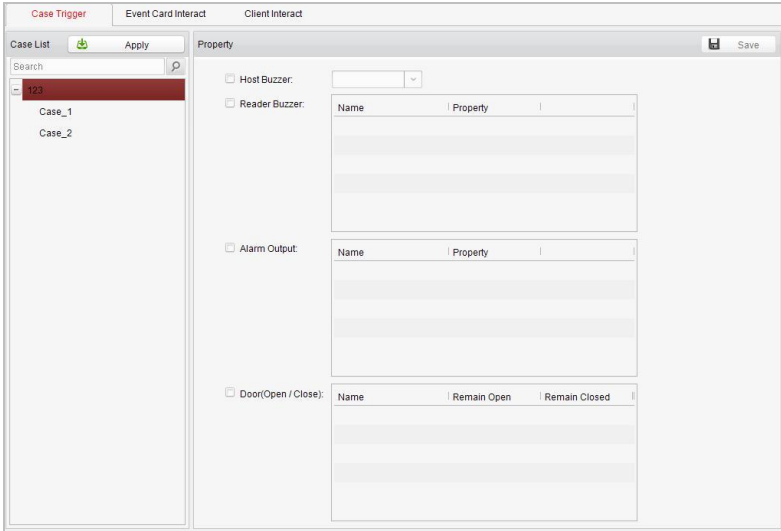 Case Trigger Event Card Interact Client Interact
Case List Apply Property Save
Search
123
Case_1
Case_2
Host Buzzer:
Reader Buzzer:
Name Property
Alarm Output:
Name Property
Door(Open / Close):
Name Remain Open Remain Closed